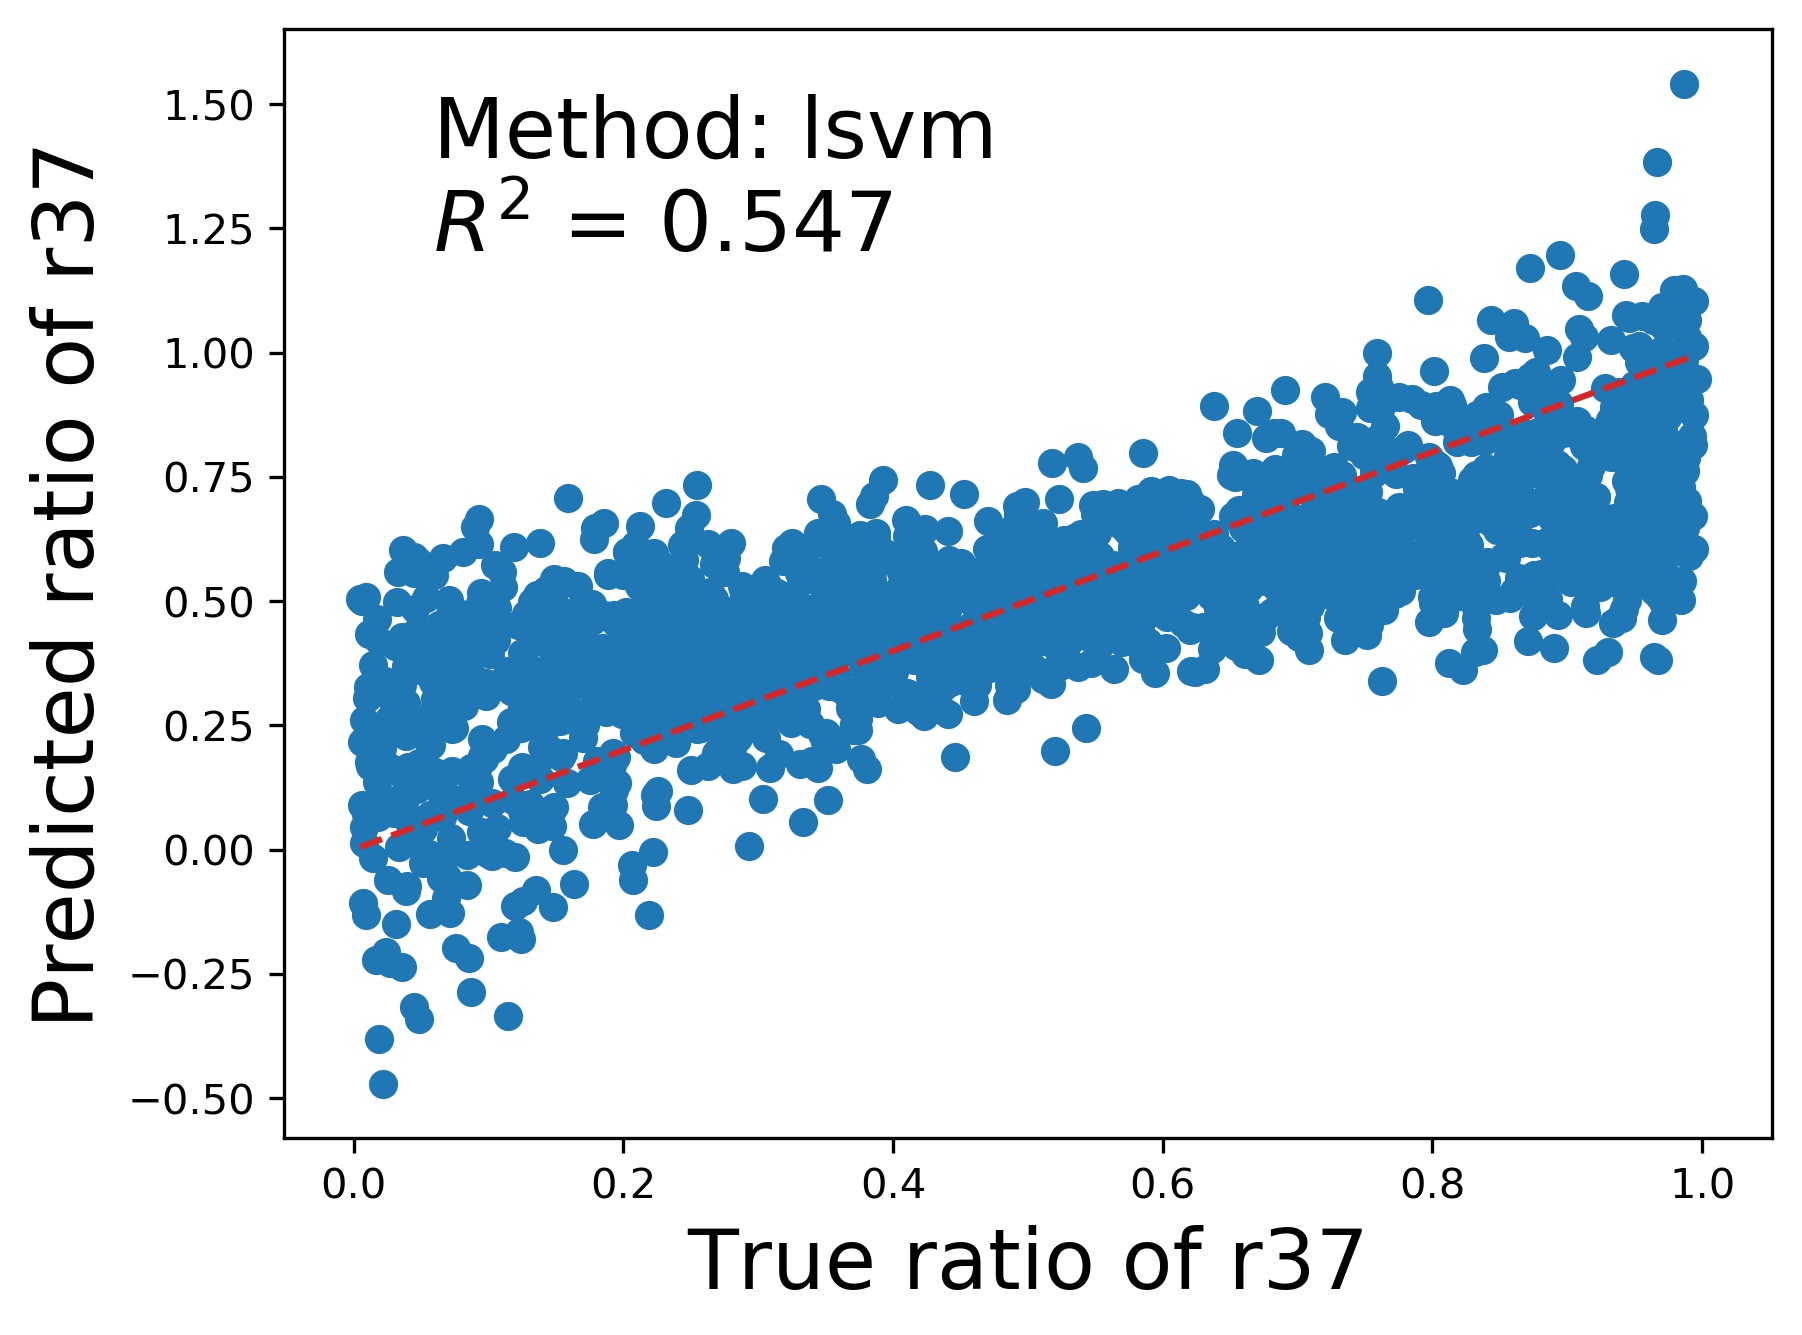 Method: lsvm
R² = 0.547
Predicted ratio of r37
1.50
1.25
1.00
0.75
0.50
0.25
0.00
−0.25
−0.50
0.0 0.2 0.4 0.6 0.8 1.0
True ratio of r37